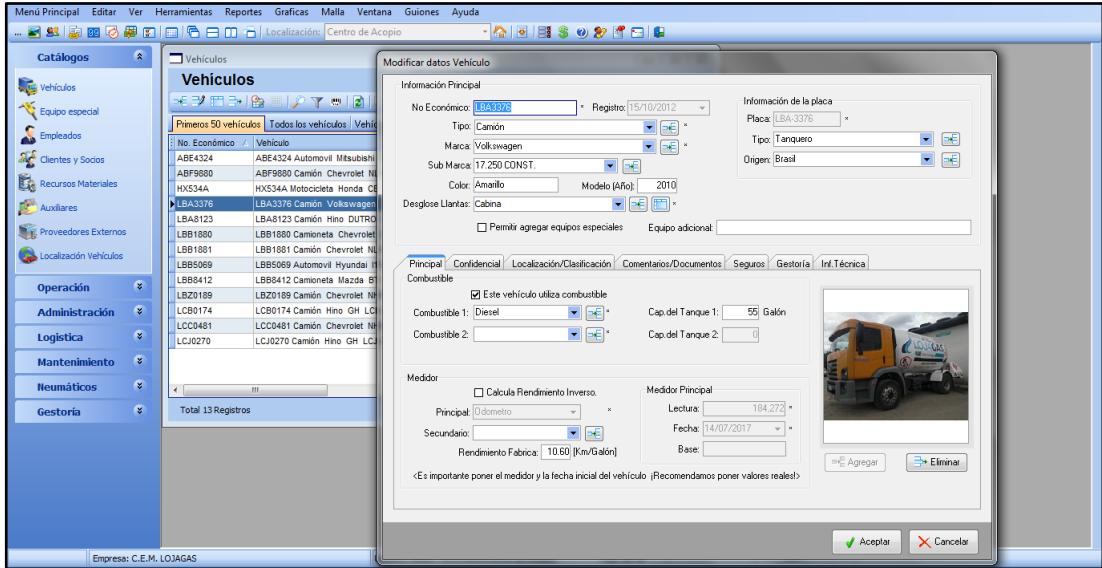 Menú Principal Editar Ver Herramientas Reportes Graficas Malla Ventana Guiones Ayuda
... Localización: Centro de Acopio
Catálogos
Vehículos
Equipo especial
Empleados
Clientes y Socios
Recursos Materiales
Auxiliares
Proveedores Externos
Localización Vehículos
Operación
Administración
Logistica
Mantenimiento
Neumáticos
Gestoría
Vehículos
Vehículos
Primeros 50 vehículos Todos los vehículos
No. Económico Vehículo
ABE4324 ABE4324 Automovil Mitsubishi
ABF9880 ABF9880 Camión Chevrolet
HX534A HX534A Motocicleta Honda
LBA3376 LBA3376 Camión Volkswagen
LBA8123 LBA8123 Camión Hino DUTRO
LBB1880 LBB1880 Camioneta Chevrolet
LBB1881 LBB1881 Camión Chevrolet
LBB5069 LBB5069 Automovil Hyundai
LBB8412 LBB8412 Camioneta Mazda
LBZ0189 LBZ0189 Camión Chevrolet
LCB0174 LCB0174 Camión Hino GH
LCC0481 LCC0481 Camión Chevrolet
LCJ0270 LCJ0270 Camión Hino GH
Total 13 Registros
Modificar datos Vehículo
Información Principal
No Económico: LBA3376 * Registro: 15/10/2012
Tipo: Camión *
Marca: Volkswagen *
Sub Marca: 17.250 CONST.
Color: Amarillo Modelo (Año): 2010
Desglose Llantas: Cabina *
Permitir agregar equipos especiales Equipo adicional:
Información de la placa
Placa: LBA-3376 *
Tipo: Tanquero
Origen: Brasil
Principal Confidencial Localización/Clasificación Comentarios/Documentos Seguros Gestoría Inf.Técnica
Combustible
Este vehículo utiliza combustible
Combustible 1: Diesel * Cap.del Tanque 1: 55 Galón
Combustible 2: Cap.del Tanque 2: 0
Medidor
Calcula Rendimiento Inverso.
Principal: Odometro *
Secundario:
Rendimiento Fabrica: 10.60 [Km/Galón]
Medidor Principal
Lectura: 184,272 *
Fecha: 14/07/2017 *
Base:
<Es importante poner el medidor y la fecha inicial del vehículo ¡Recomendamos poner valores reales!>
LOJAGAS
Agregar Eliminar
Aceptar Cancelar
Empresa: C.E.M. LOJAGAS